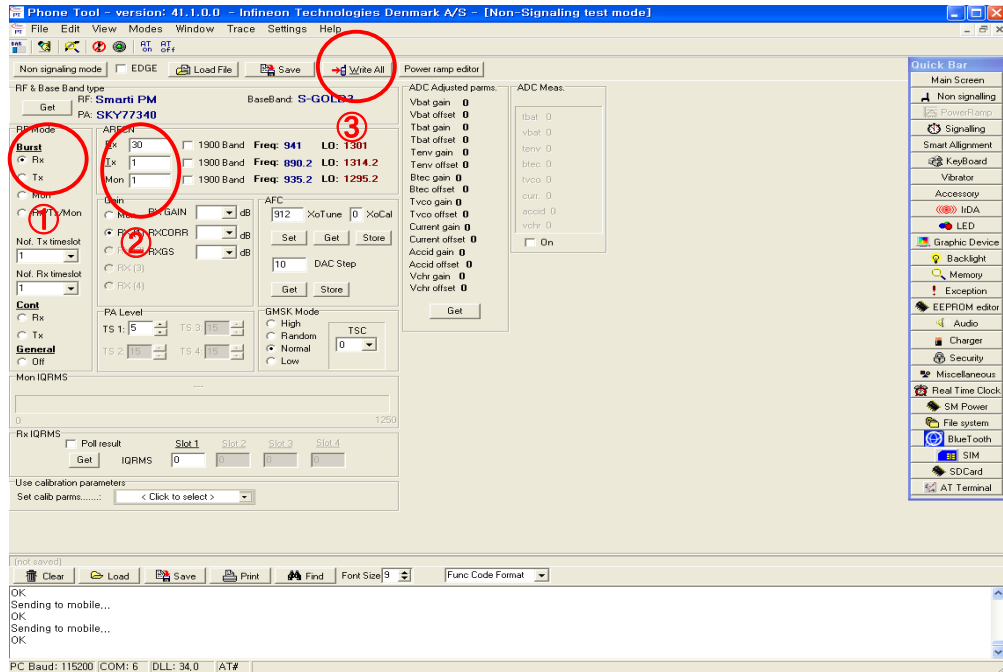 Phone Tool - version: 41.1.0.0 - Infineon Technologies Denmark A/S - [Non-Signaling test mode]
File Edit View Modes Window Trace Settings Help
AT on AT off
Non signaling mode EDGE Load File Save Write All Power ramp editor
RF & Base Band type
Get RF: Smarti PM BaseBand: S-GOLD3
PA: SKY77340
RF Mode
Burst
Rx
Tx
Mon
Rx/Tx/Mon
①
Nof. Tx timeslot
1
Nof. Rx timeslot
1
Cont
Rx
Tx
General
Off
ARFCN
Rx 30 1900 Band Freq: 941 LO: 1301
Tx 1 1900 Band Freq: 890.2 LO: 1314.2
Mon 1 1900 Band Freq: 935.2 LO: 1295.2
③
Gain
Mon RX GAIN dB
RXCORR dB
RXGS dB
RX (3)
RX (4)
②
AFC
912 XoTune 0 XoCal
Set Get Store
10 DAC Step
Get Store
PA Level
TS 1: 5 TS 3: 15
TS 2: 15 TS 4: 15
GMSK Mode
High
Random
Normal
Low
TSC
0
Mon IQRMS
---
0 1250
Rx IQRMS
Poll result Slot 1 Slot 2 Slot 3 Slot 4
Get IQRMS 0 0 0 0
Use calibration parameters
Set calib parms......: < Click to select >
ADC Adjusted parms.
Vbat gain 0
Vbat offset 0
Tbat gain 0
Tbat offset 0
Tenv gain 0
Tenv offset 0
Btec gain 0
Btec offset 0
Tvco gain 0
Tvco offset 0
Current gain 0
Current offset 0
Accid gain 0
Accid offset 0
Vchr gain 0
Vchr offset 0
Get
ADC Meas.
tbat 0
vbat 0
tenv 0
btec 0
tvco 0
curr. 0
accid 0
vchr 0
On
Quick Bar
Main Screen
Non signalling
PowerRamp
Signalling
Smart Allignment
KeyBoard
Vibrator
Accessory
IrDA
LED
Graphic Device
Backlight
Memory
Exception
EEPROM editor
Audio
Charger
Security
Miscellaneous
Real Time Clock
SM Power
File system
BlueTooth
SIM
SDCard
AT Terminal
(not saved)
Clear Load Save Print Find Font Size 9 Func Code Format
OK
Sending to mobile...
OK
Sending to mobile...
OK
PC Baud: 115200 COM: 6 DLL: 34,0 AT#